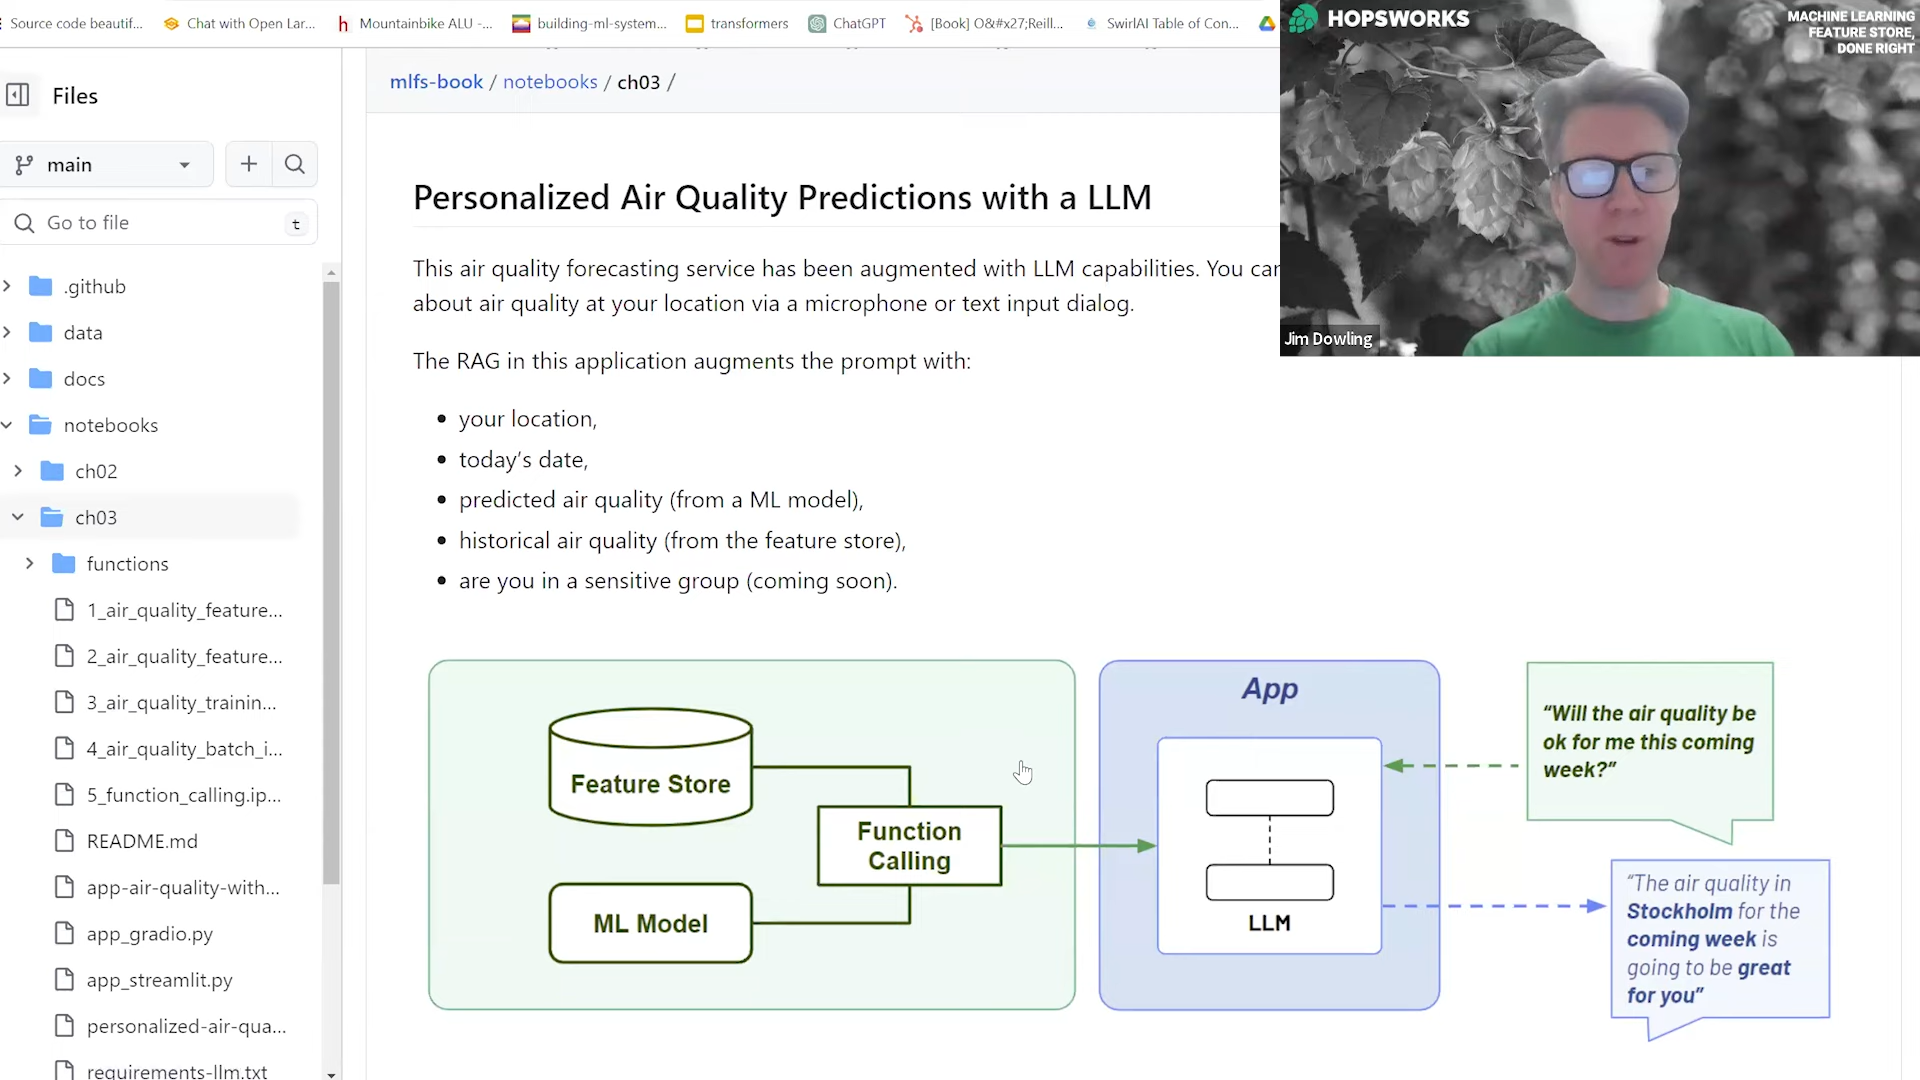 Source code beautif...
Chat with Open Lar...
Mountainbike ALU -...
building-ml-system...
transformers
ChatGPT
[Book] O&#x27;Reill...
SwirlAI Table of Con...
HOPSWORKS
MACHINE LEARNING
FEATURE STORE,
DONE RIGHT
Jim Dowling
Files
main
Go to file
t
.github
data
docs
notebooks
ch02
ch03
functions
1_air_quality_feature...
2_air_quality_feature...
3_air_quality_trainin...
4_air_quality_batch_i...
5_function_calling.ip...
README.md
app-air-quality-with...
app_gradio.py
app_streamlit.py
personalized-air-qua...
requirements-llm.txt
mlfs-book / notebooks / ch03 /
Personalized Air Quality Predictions with a LLM
This air quality forecasting service has been augmented with LLM capabilities. You can
about air quality at your location via a microphone or text input dialog.
The RAG in this application augments the prompt with:
• your location,
• today's date,
• predicted air quality (from a ML model),
• historical air quality (from the feature store),
• are you in a sensitive group (coming soon).
Feature Store
ML Model
Function
Calling
App
LLM
“Will the air quality be
ok for me this coming
week?”
“The air quality in
Stockholm for the
coming week is
going to be great
for you”